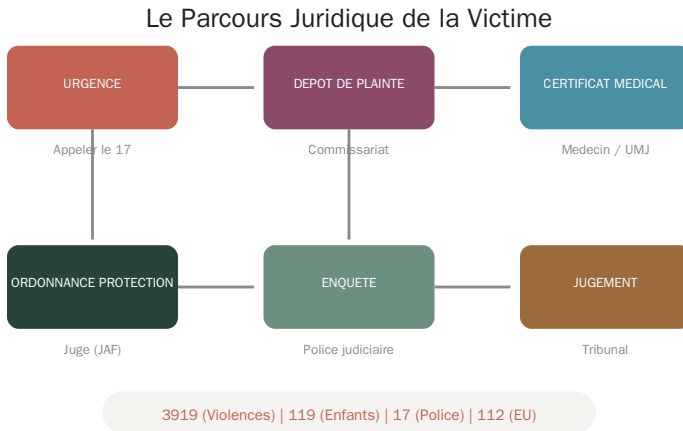 Le Parcours Juridique de la Victime
URGENCE
DEPOT DE PLAINTE
CERTIFICAT MEDICAL
Appeler le 17
Commissariat
Medecin / UMJ
ORDONNANCE PROTECTION
ENQUETE
JUGEMENT
Juge (JAF)
Police judiciaire
Tribunal
3919 (Violences) | 119 (Enfants) | 17 (Police) | 112 (EU)